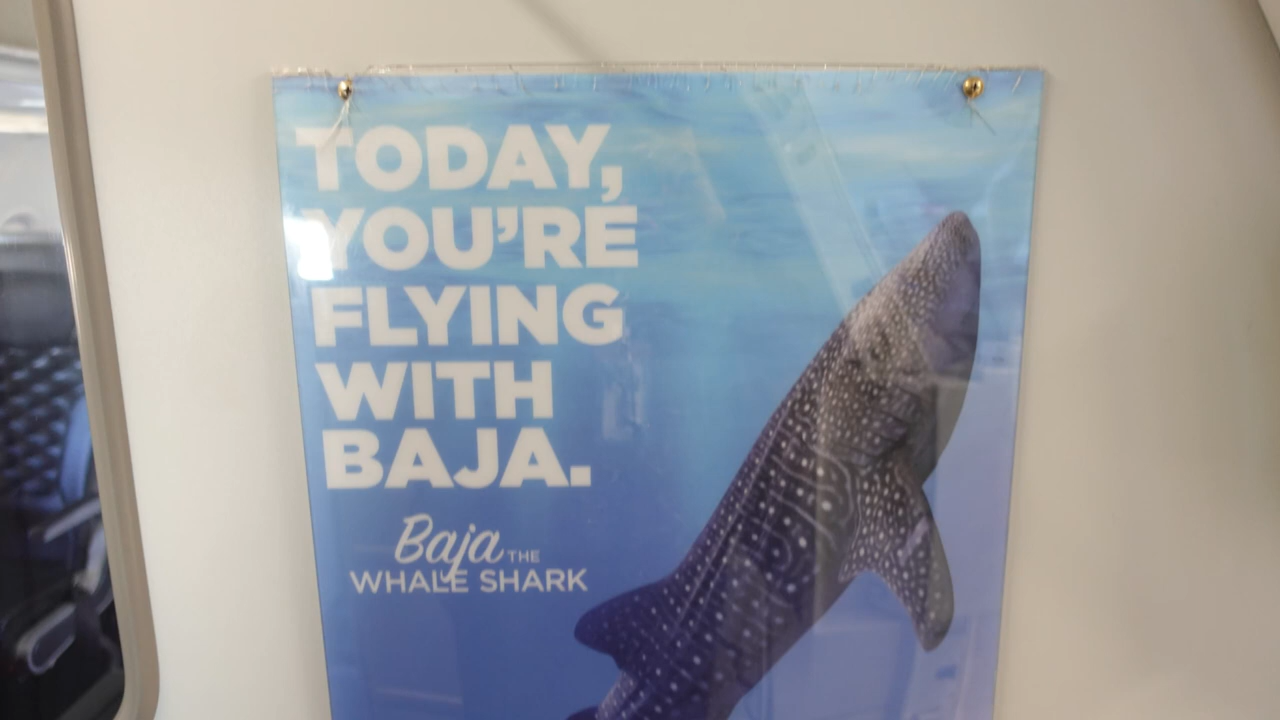 TODAY,
YOU'RE
FLYING
WITH
BAJA.
Baja THE
WHALE SHARK